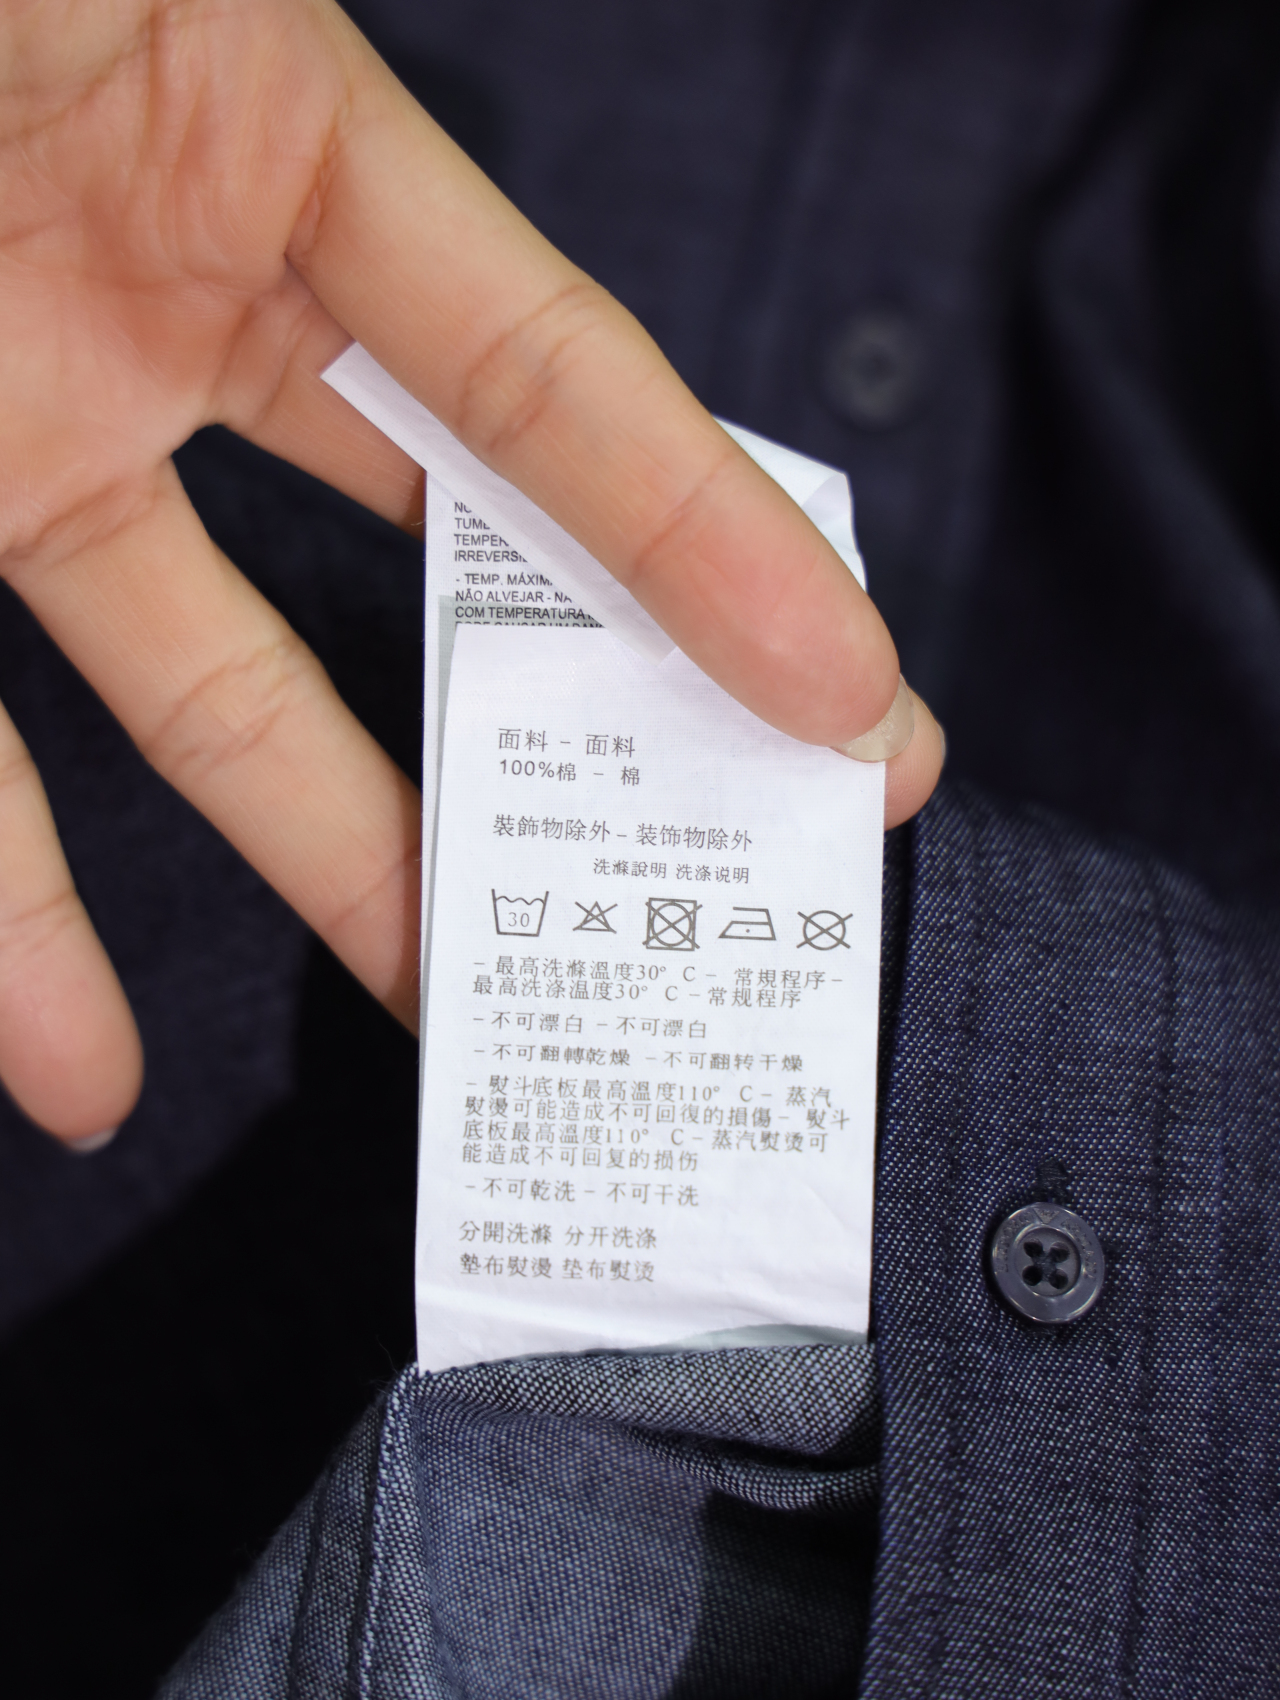 TEMP
IRREVERSI
- TEMP. MÁXIM
NÃO ALVEJAR - NA
COM TEMPERATURA
面料 - 面料
100%棉 - 棉
裝飾物除外 - 装饰物除外
洗滌說明 洗涤说明
30
- 最高洗滌溫度30° C - 常規程序 -
最高洗涤温度30° C - 常规程序
- 不可漂白 - 不可漂白
- 不可翻轉乾燥 - 不可翻转干燥
- 熨斗底板最高溫度110° C - 蒸汽
熨燙可能造成不可回復的損傷 - 熨斗
底板最高溫度110° C - 蒸汽熨烫可
能造成不可回复的损伤
- 不可乾洗 - 不可干洗
分開洗滌 分开洗涤
墊布熨燙 垫布熨烫